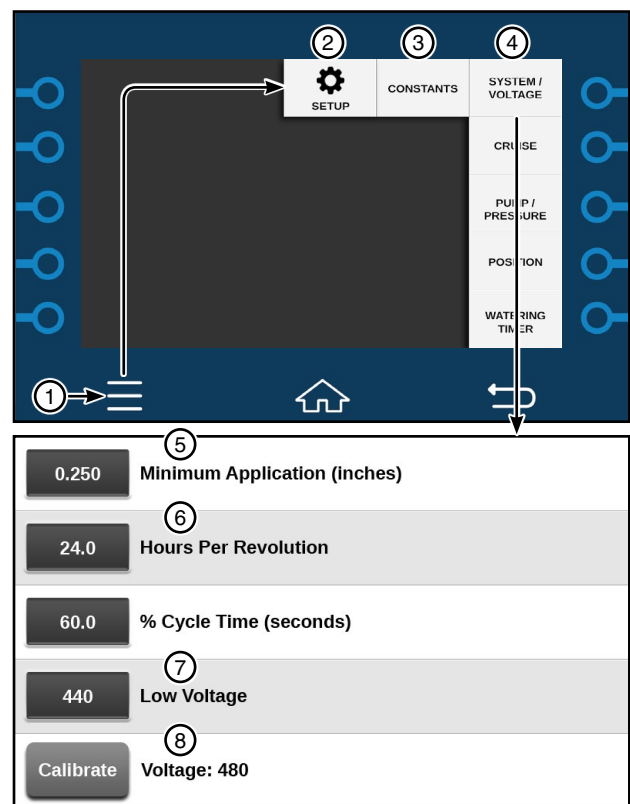 2
3
4
SETUP
CONSTANTS
SYSTEM /
VOLTAGE
CRUISE
PUMP /
PRESSURE
POSITION
WATERING
TIMER
1
5
0.250 Minimum Application (inches)
6
24.0 Hours Per Revolution
60.0 % Cycle Time (seconds)
7
440 Low Voltage
8
Calibrate Voltage: 480